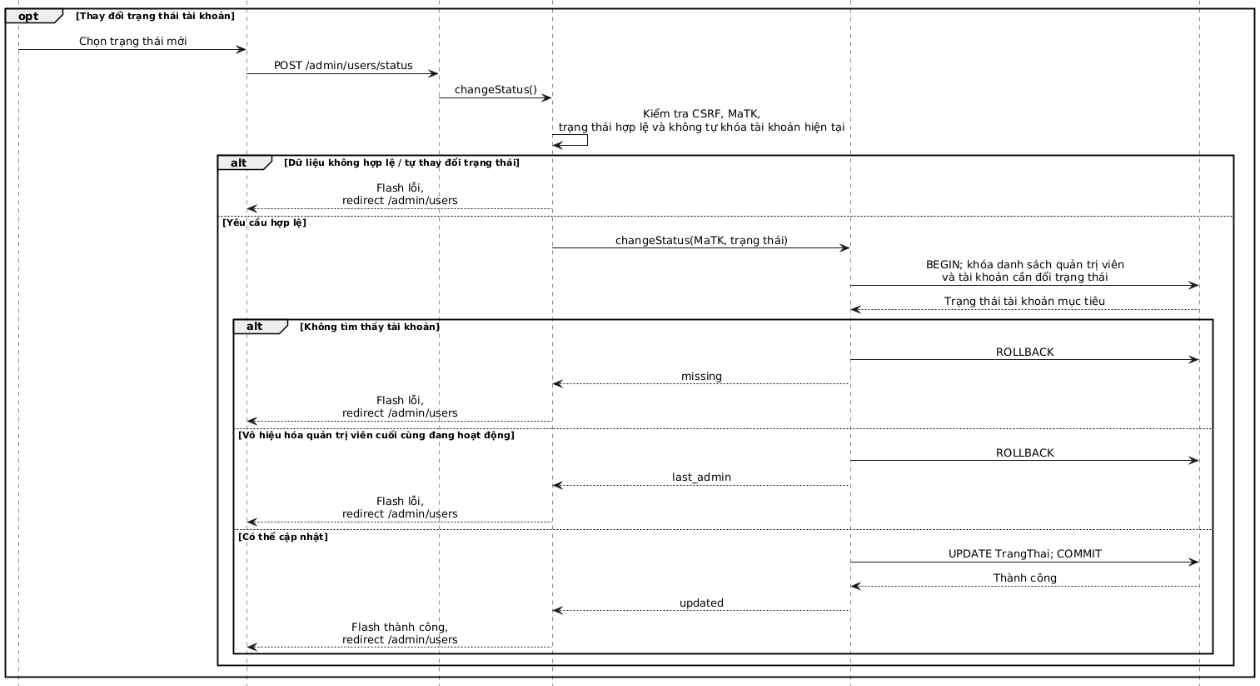 opt [Thay đổi trạng thái tài khoản]
Chọn trạng thái mới
POST /admin/users/status
changeStatus()
Kiểm tra CSRF, MaTK,
trạng thái hợp lệ và không tự khóa tài khoản hiện tại
alt [Dữ liệu không hợp lệ / tự thay đổi trạng thái]
Flash lỗi,
redirect /admin/users
[Yêu cầu hợp lệ]
changeStatus(MaTK, trạng thái)
BEGIN; khóa danh sách quản trị viên
và tài khoản cần đổi trạng thái
Trạng thái tài khoản mục tiêu
alt [Không tìm thấy tài khoản]
ROLLBACK
missing
Flash lỗi,
redirect /admin/users
[Vô hiệu hóa quản trị viên cuối cùng đang hoạt động]
ROLLBACK
last_admin
Flash lỗi,
redirect /admin/users
[Có thể cập nhật]
UPDATE TrangThai; COMMIT
Thành công
updated
Flash thành công,
redirect /admin/users